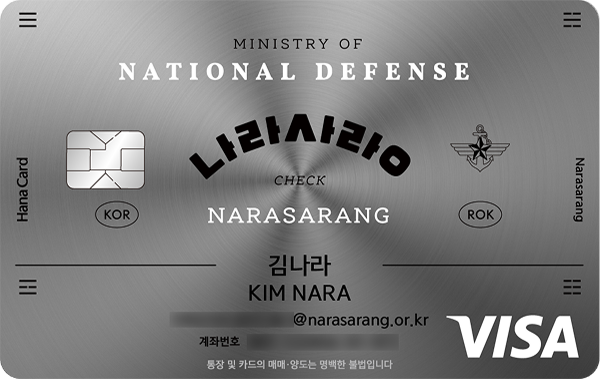 MINISTRY OF
NATIONAL DEFENSE
나라사랑
CHECK
NARASARANG
Hana Card
KOR
ROK
Narasarang
김나라
KIM NARA
@narasarang.or.kr
계좌번호
VISA
통장 및 카드의 매매·양도는 명백한 불법입니다